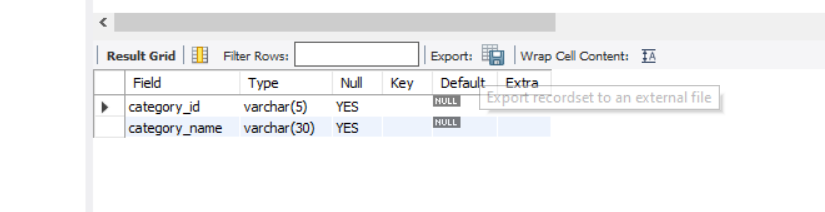 Result Grid Filter Rows: Export: Wrap Cell Content: IA
Field Type Null Key Default Extra
Export recordset to an external file
category_id varchar(5) YES NULL
category_name varchar(30) YES NULL